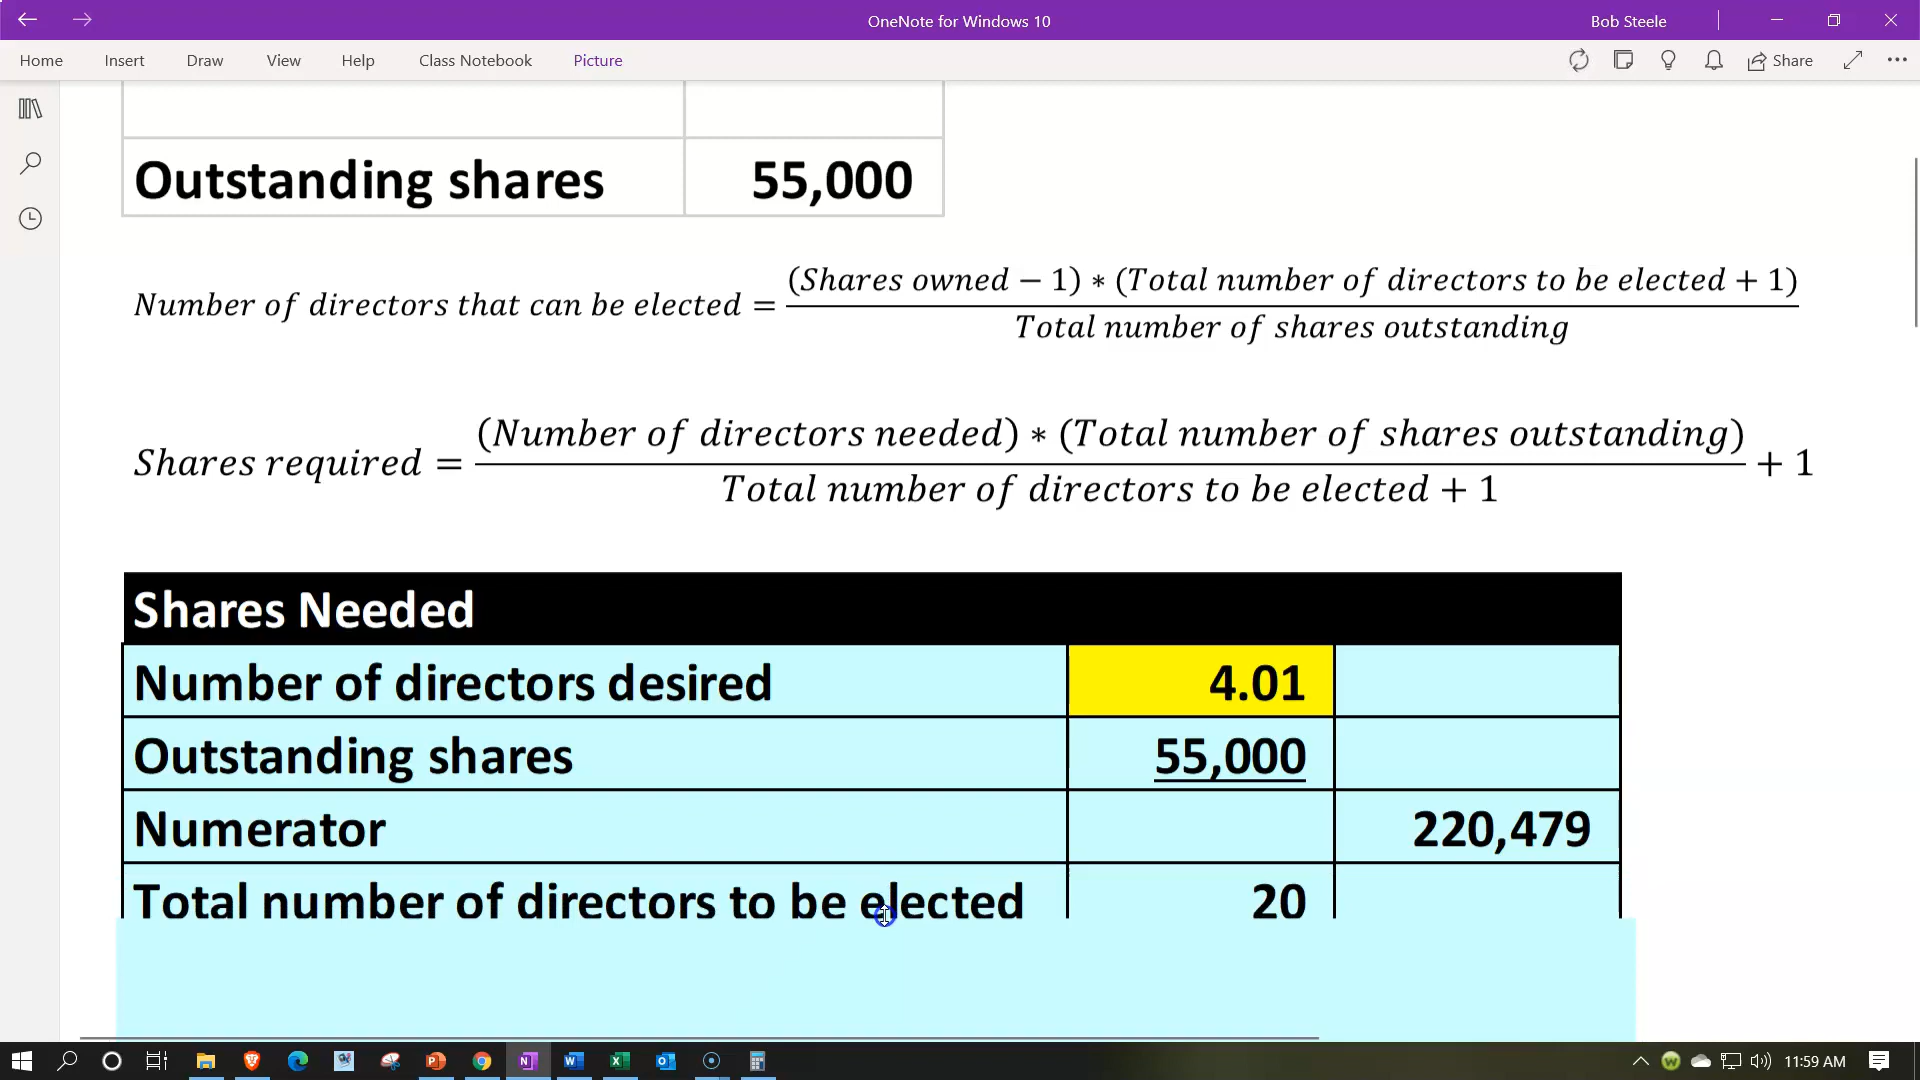 OneNote for Windows 10
Bob Steele
Home Insert Draw View Help Class Notebook Picture Share
Outstanding shares 55,000
Number of directors that can be elected = (Shares owned − 1) ∗ (Total number of directors to be elected + 1)
Total number of shares outstanding
Shares required = (Number of directors needed) ∗ (Total number of shares outstanding) + 1
Total number of directors to be elected + 1
Shares Needed
Number of directors desired 4.01
Outstanding shares 55,000
Numerator 220,479
Total number of directors to be elected 20
11:59 AM